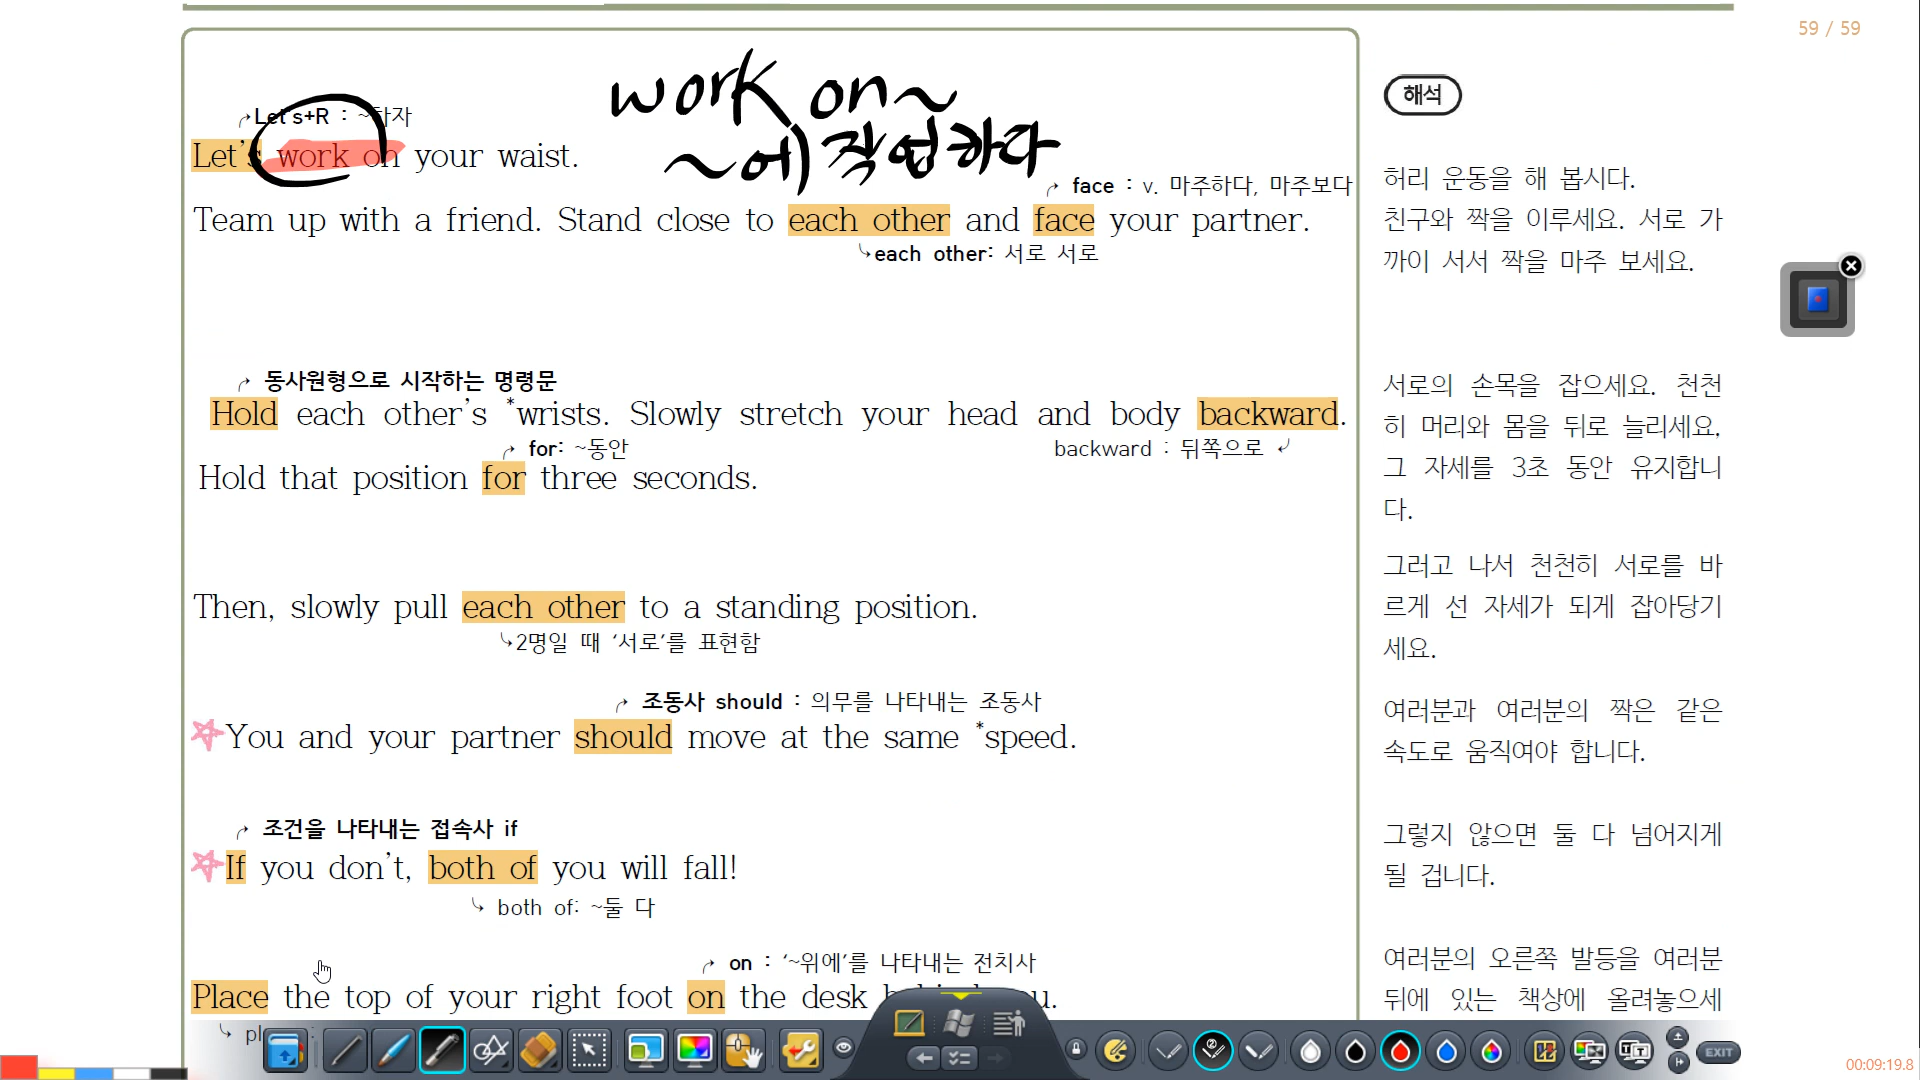 59 / 59
work on~
~에 작업하다
Let's+R : ~하자
Let's work on your waist.
face : v. 마주하다, 마주보다
Team up with a friend. Stand close to each other and face your partner.
each other: 서로 서로
동사원형으로 시작하는 명령문
Hold each other's *wrists. Slowly stretch your head and body backward.
for: ~동안
backward : 뒤쪽으로
Hold that position for three seconds.
Then, slowly pull each other to a standing position.
2명일 때 '서로'를 표현함
조동사 should : 의무를 나타내는 조동사
You and your partner should move at the same *speed.
조건을 나타내는 접속사 if
If you don't, both of you will fall!
both of: ~둘 다
on : '~위에'를 나타내는 전치사
Place the top of your right foot on the desk
해석
허리 운동을 해 봅시다.
친구와 짝을 이루세요. 서로 가
까이 서서 짝을 마주 보세요.
서로의 손목을 잡으세요. 천천
히 머리와 몸을 뒤로 늘리세요.
그 자세를 3초 동안 유지합니
다.
그러고 나서 천천히 서로를 바
르게 선 자세가 되게 잡아당기
세요.
여러분과 여러분의 짝은 같은
속도로 움직여야 합니다.
그렇지 않으면 둘 다 넘어지게
될 겁니다.
여러분의 오른쪽 발등을 여러분
뒤에 있는 책상에 올려놓으세
EXIT
00:09:19.8